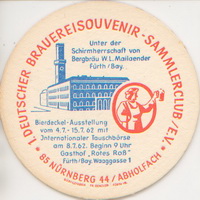 1. DEUTSCHER BRAUEREISOUVENIR-SAMMLERCLUB/E.V.
Unter der
Schirmherrschaft von
Bergbräu W. L. Mailaender
Fürth/Bay.
Bierdeckel-Ausstellung
vom 4.7.-15.7.62 mit
Internationaler Tauschbörse
am 8.7.62 Beginn 9 Uhr
Gasthof „Rotes Roß"
Fürth/Bay. Waaggasse 1
85 NÜRNBERG 44/ABHOLFACH